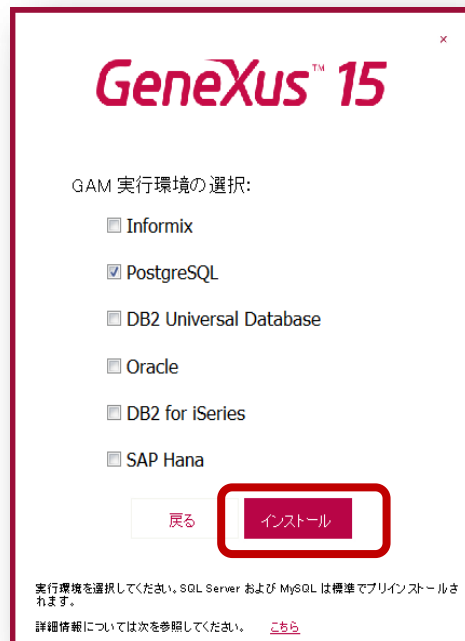 ×
GeneXus™ 15
GAM 実行環境の選択:
Informix
PostgreSQL
DB2 Universal Database
Oracle
DB2 for iSeries
SAP Hana
戻る インストール
実行環境を選択してください。SQL Server および MySQL は標準でプリインストールさ
れます。
詳細情報については次を参照してください。 こちら